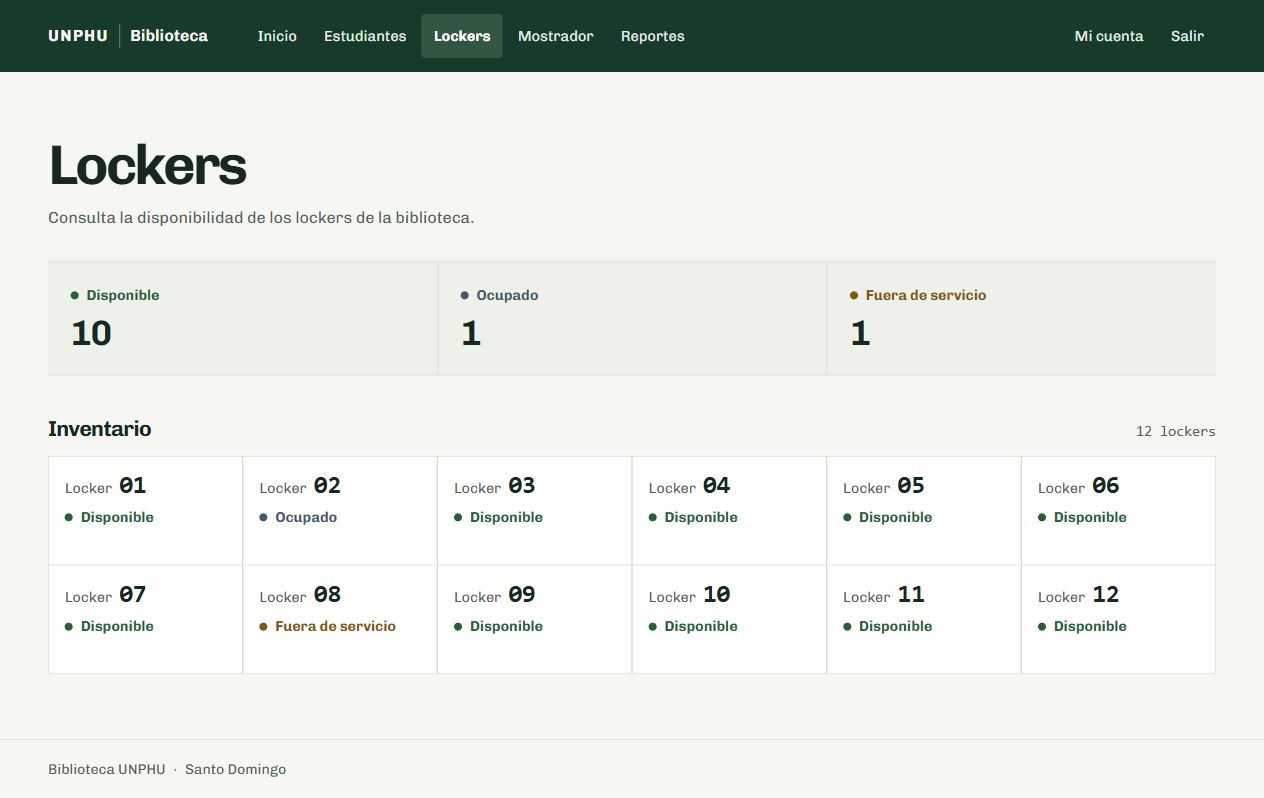 UNPHU Biblioteca Inicio Estudiantes Lockers Mostrador Reportes Mi cuenta Salir
Lockers
Consulta la disponibilidad de los lockers de la biblioteca.
Disponible Ocupado Fuera de servicio
10 1 1
Inventario 12 lockers
Locker 01 Locker 02 Locker 03 Locker 04 Locker 05 Locker 06
Disponible Ocupado Disponible Disponible Disponible Disponible
Locker 07 Locker 08 Locker 09 Locker 10 Locker 11 Locker 12
Disponible Fuera de servicio Disponible Disponible Disponible Disponible
Biblioteca UNPHU · Santo Domingo